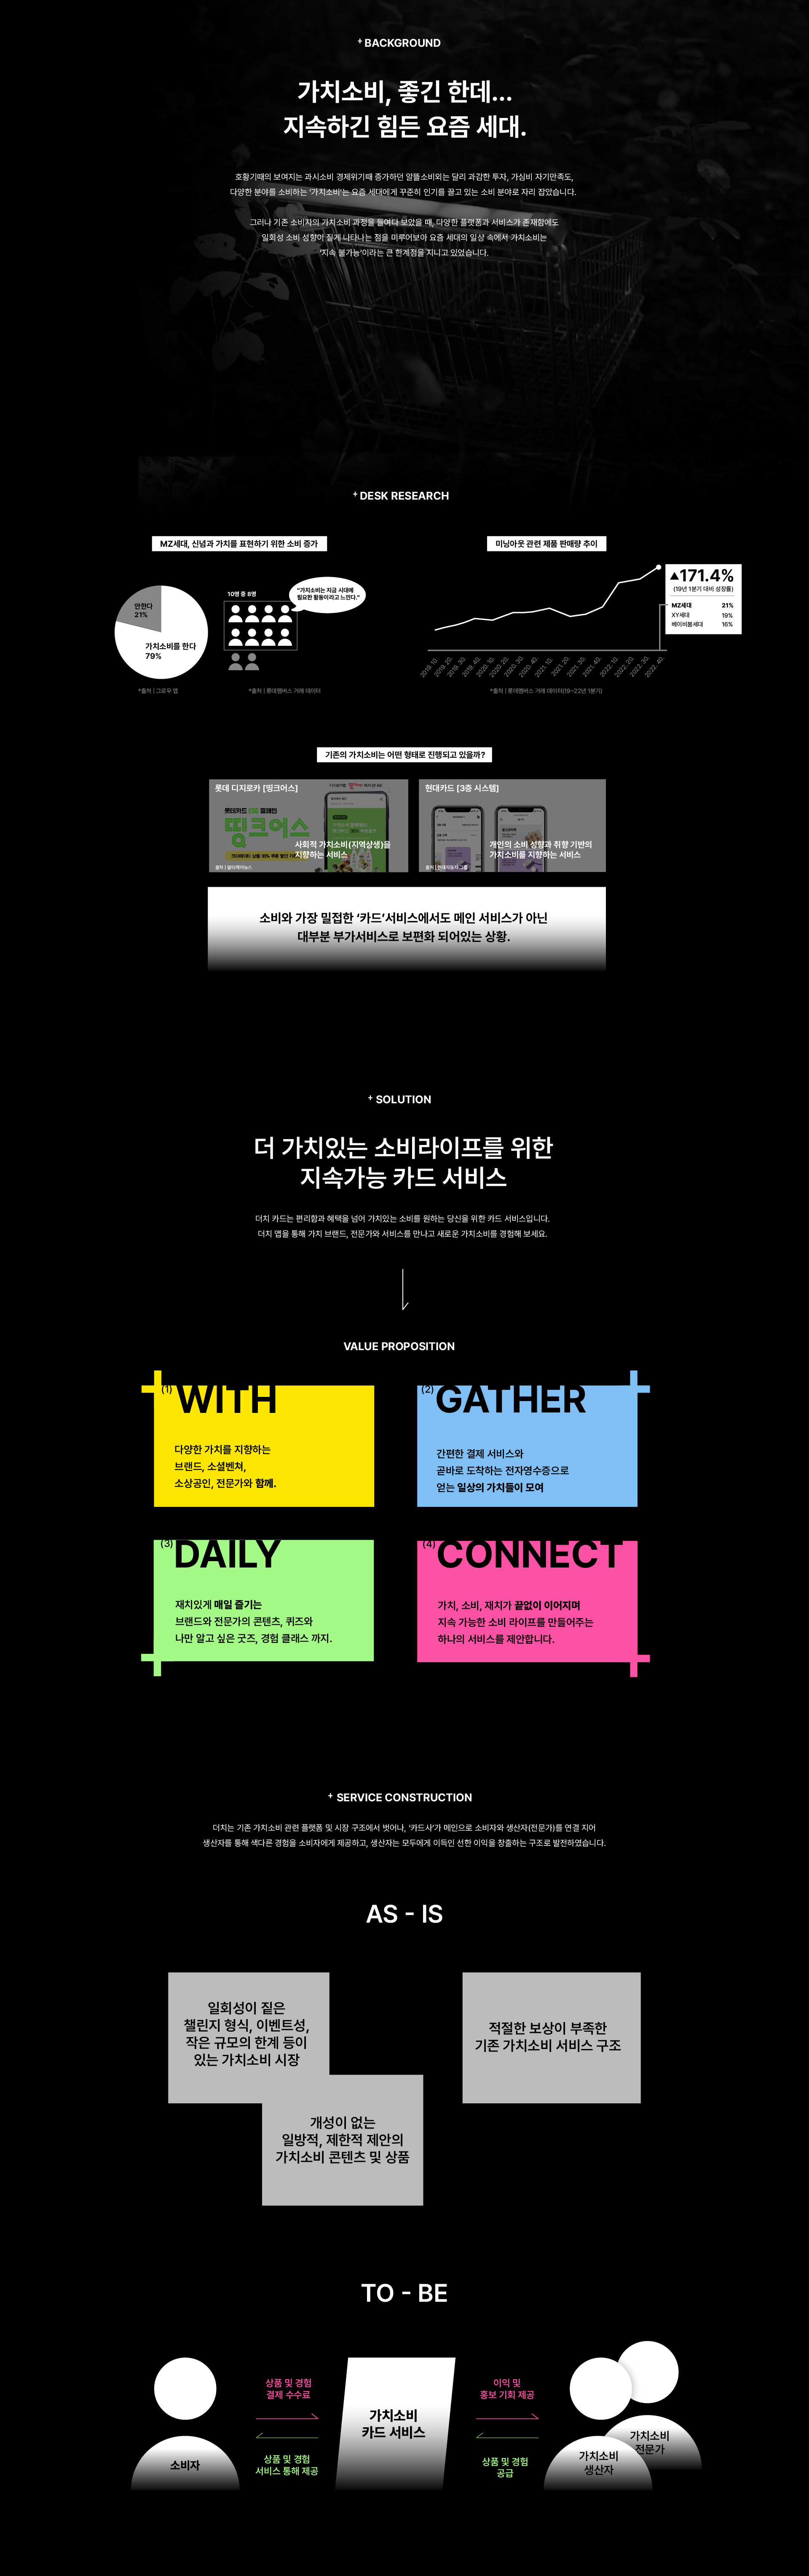 + BACKGROUND
가치소비, 좋긴 한데...
지속하긴 힘든 요즘 세대.
호황기때의 보여지는 과시소비 경제위기때 증가하던 알뜰소비와는 달리 과감한 투자, 가심비 자기만족도,
다양한 분야를 소비하는 '가치소비'는 요즘 세대에게 꾸준히 인기를 끌고 있는 소비 분야로 자리 잡았습니다.
그러나 기존 소비자의 가치소비 과정을 들여다 보았을 때, 다양한 플랫폼과 서비스가 존재함에도
일회성 소비 성향이 짙게 나타나는 점을 미루어보아 요즘 세대의 일상 속에서 가치소비는
'지속 불가능'이라는 큰 한계점을 지니고 있었습니다.
+ DESK RESEARCH
MZ세대, 신념과 가치를 표현하기 위한 소비 증가
안한다
21%
가치소비를 한다
79%
*출처 | 그로우 앱
10명 중 8명
"가치소비는 지금 시대에
필요한 활동이라고 느낀다."
*출처 | 롯데멤버스 거래 데이터
미닝아웃 관련 제품 판매량 추이
▲171.4%
(19년 1분기 대비 성장률)
MZ세대 21%
XY세대 19%
베이비붐세대 16%
2019. 1Q. 2019. 2Q. 2019. 3Q. 2019. 4Q. 2020. 1Q. 2020. 2Q. 2020. 3Q. 2020. 4Q. 2021. 1Q. 2021. 2Q. 2021. 3Q. 2021. 4Q. 2022. 1Q. 2022. 2Q. 2022. 3Q. 2022. 4Q.
*출처 | 롯데멤버스 거래 데이터(19~22년 1분기)
기존의 가치소비는 어떤 형태로 진행되고 있을까?
롯데 디지로카 [띵크어스]
롯데카드 ESG 캠페인
띵크어스
사회적 가치소비(지역상생)을
지향하는 서비스
현대카드 [3층 시스템]
개인의 소비 성향과 취향 기반의
가치소비를 지향하는 서비스
출처 | 현대자동차그룹
소비와 가장 밀접한 '카드'서비스에서도 메인 서비스가 아닌
대부분 부가서비스로 보편화 되어있는 상황.
+ SOLUTION
더 가치있는 소비라이프를 위한
지속가능 카드 서비스
더치 카드는 편리함과 혜택을 넘어 가치있는 소비를 원하는 당신을 위한 카드 서비스입니다.
더치 앱을 통해 가치 브랜드, 전문가와 서비스를 만나고 새로운 가치소비를 경험해 보세요.
VALUE PROPOSITION
(1) WITH
다양한 가치를 지향하는
브랜드, 소셜벤쳐,
소상공인, 전문가와 함께.
(2) GATHER
간편한 결제 서비스와
곧바로 도착하는 전자영수증으로
얻는 일상의 가치들이 모여
(3) DAILY
재치있게 매일 즐기는
브랜드와 전문가의 콘텐츠, 퀴즈와
나만 알고 싶은 굿즈, 경험 클래스 까지.
(4) CONNECT
가치, 소비, 재치가 끝없이 이어지며
지속 가능한 소비 라이프를 만들어주는
하나의 서비스를 제안합니다.
+ SERVICE CONSTRUCTION
더치는 기존 가치소비 관련 플랫폼 및 시장 구조에서 벗어나, '카드사'가 메인으로 소비자와 생산자(전문가)를 연결 지어
생산자를 통해 색다른 경험을 소비자에게 제공하고, 생산자는 모두에게 이득인 선한 이익을 창출하는 구조로 발전하였습니다.
AS - IS
일회성이 짙은
챌린지 형식, 이벤트성,
작은 규모의 한계 등이
있는 가치소비 시장
적절한 보상이 부족한
기존 가치소비 서비스 구조
개성이 없는
일방적, 제한적 제안의
가치소비 콘텐츠 및 상품
TO - BE
상품 및 경험
결제 수수료
상품 및 경험
서비스 통해 제공
소비자
가치소비
카드 서비스
이익 및
홍보 기회 제공
상품 및 경험
공급
가치소비
전문가
가치소비
생산자